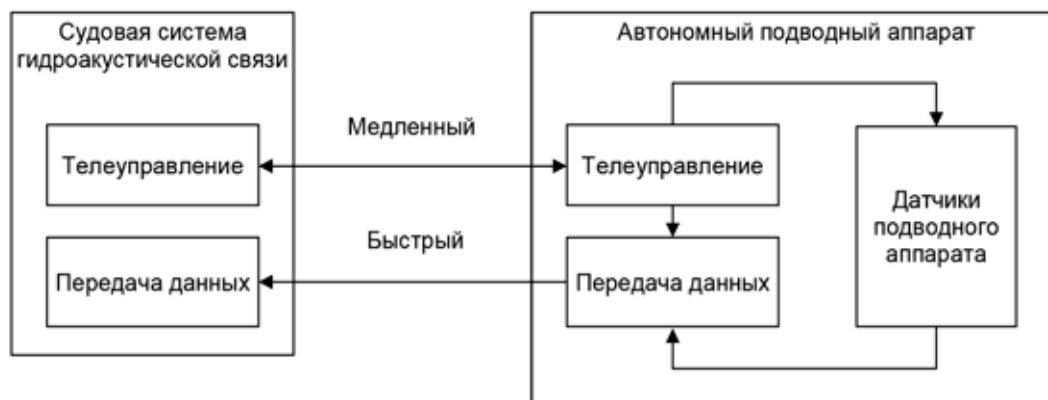 Судовая система
гидроакустической связи
Телеуправление
Передача данных
Медленный
Быстрый
Автономный подводный аппарат
Телеуправление
Передача данных
Датчики
подводного
аппарата